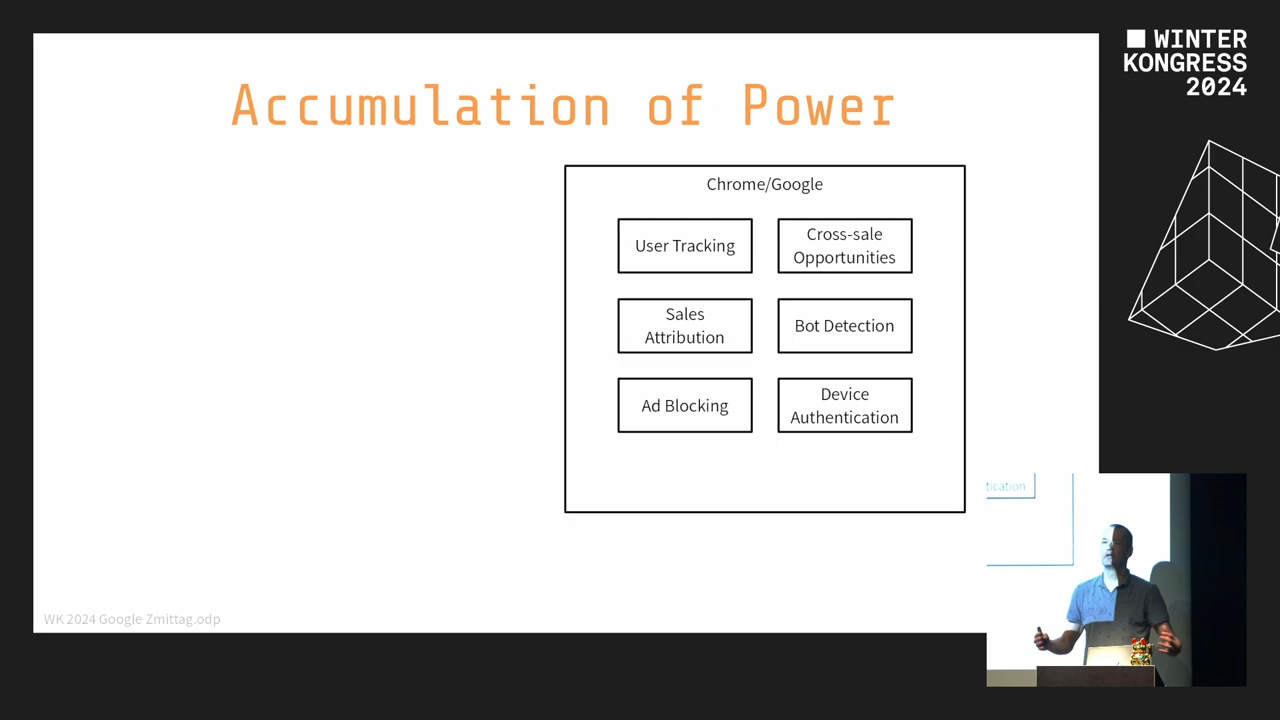 Accumulation of Power
Chrome/Google
User Tracking
Cross-sale
Opportunities
Sales
Attribution
Bot Detection
Ad Blocking
Device
Authentication
WK 2024 Google Zmittag.odp
WINTER
KONGRESS
2024
tication